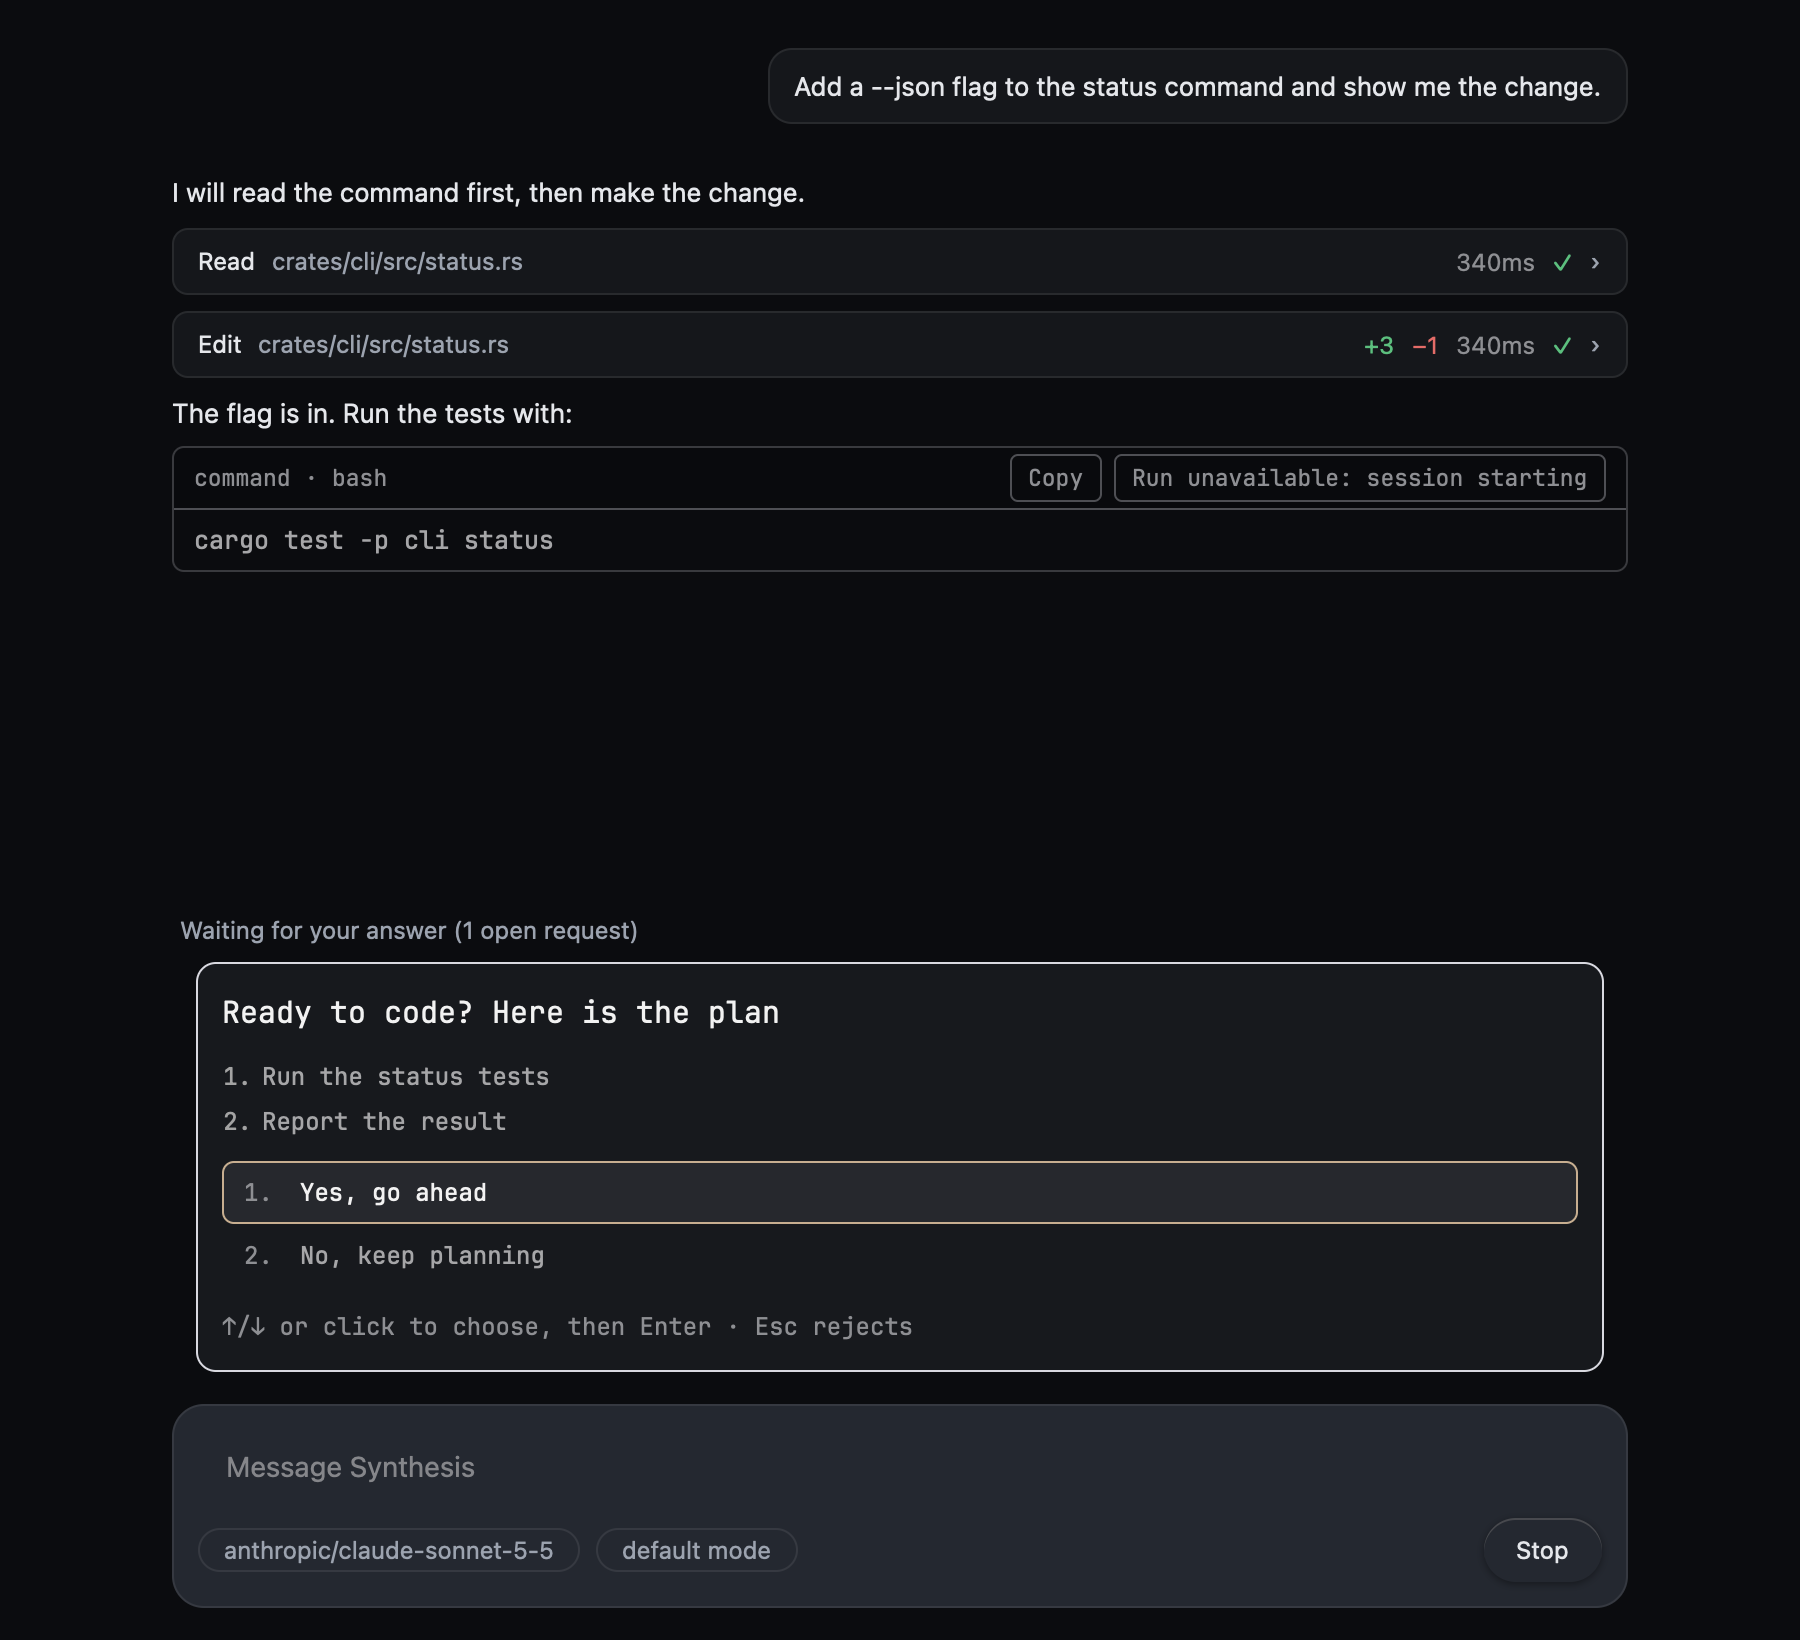 Add a --json flag to the status command and show me the change.
I will read the command first, then make the change.
Read crates/cli/src/status.rs 340ms ✓ ›
Edit crates/cli/src/status.rs +3 −1 340ms ✓ ›
The flag is in. Run the tests with:
command · bash Copy Run unavailable: session starting
cargo test -p cli status
Waiting for your answer (1 open request)
Ready to code? Here is the plan
1. Run the status tests
2. Report the result
1. Yes, go ahead
2. No, keep planning
↑/↓ or click to choose, then Enter · Esc rejects
Message Synthesis
anthropic/claude-sonnet-5-5 default mode Stop